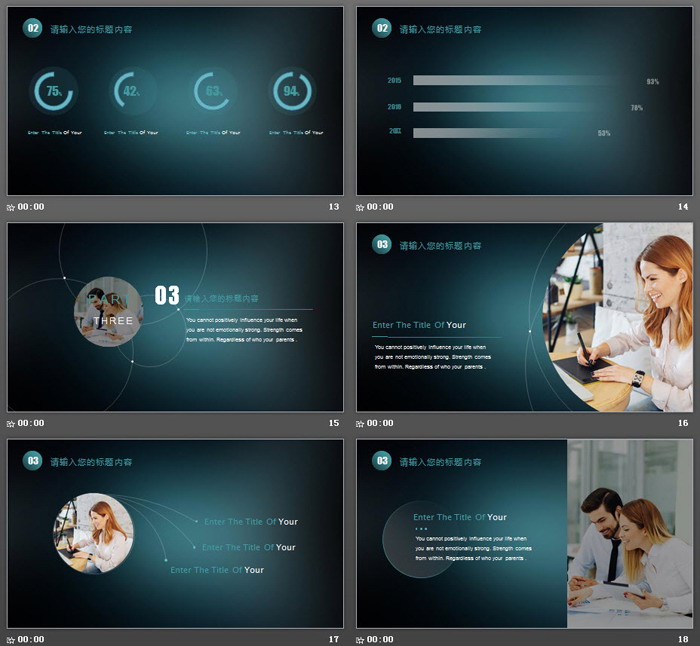 02 请输入您的标题内容
75%
42%
63%
94%
Enter The Title Of Your
Enter The Title Of Your
Enter The Title Of Your
Enter The Title Of Your
00:00
13
02 请输入您的标题内容
2015
93%
2010
78%
53%
00:00
14
PART
THREE
03 请输入您的标题内容
You cannot positively influence your life when
you are not emotionally strong. Strength comes
from within. Regardless of who your parents .
00:00
15
03 请输入您的标题内容
Enter The Title Of Your
You cannot positively influence your life when
you are not emotionally strong. Strength comes
from within. Regardless of who your parents .
00:00
16
03 请输入您的标题内容
Enter The Title Of Your
Enter The Title Of Your
Enter The Title Of Your
00:00
17
03 请输入您的标题内容
Enter The Title Of Your
You cannot positively influence your life when
you are not emotionally strong. Strength comes
from within. Regardless of who your parents .
00:00
18